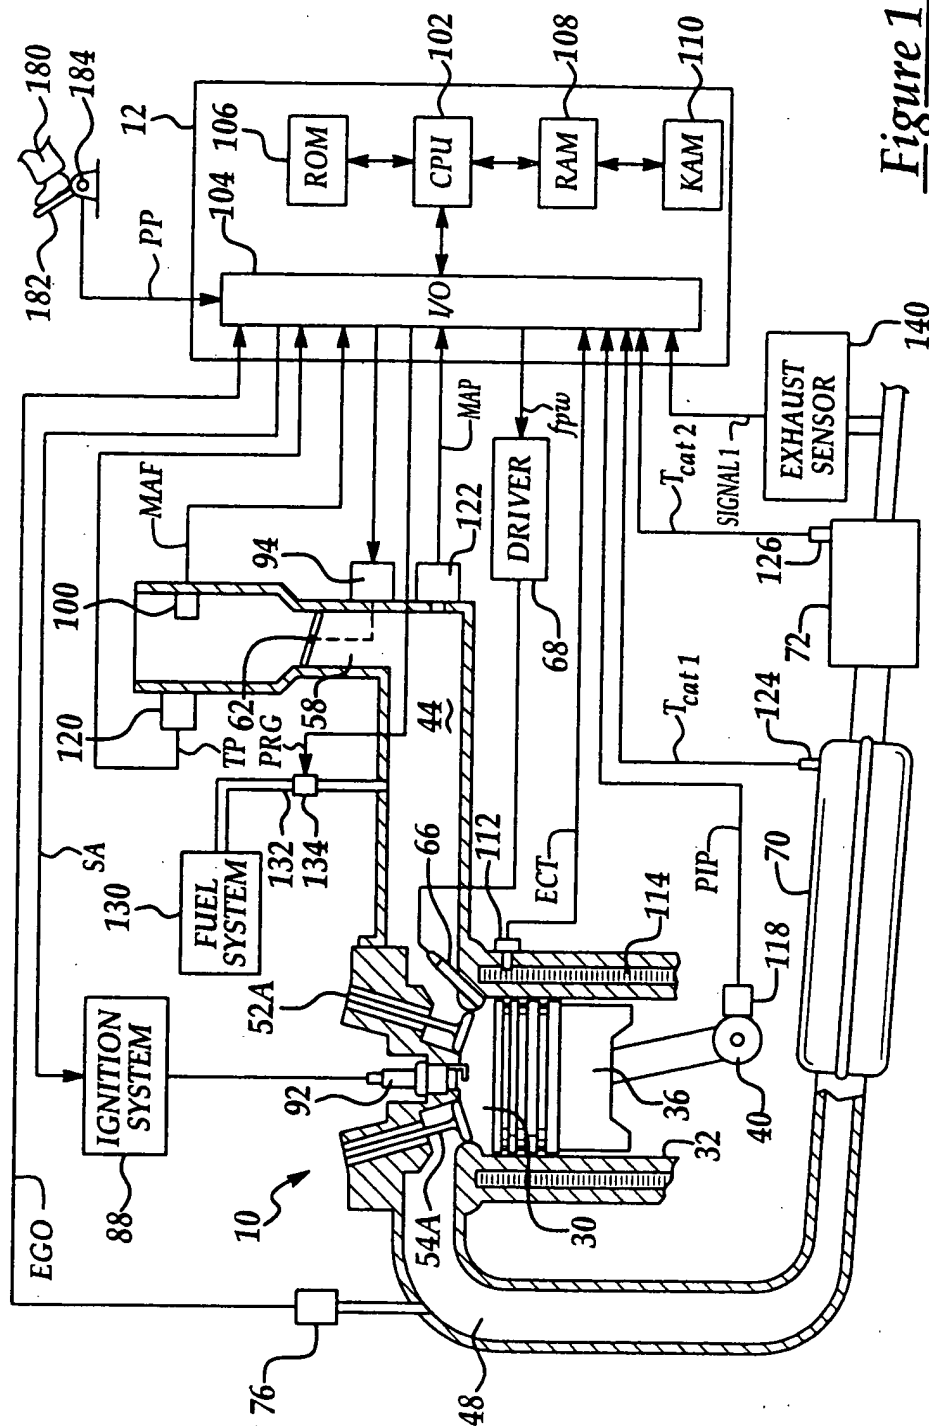 Figure 1
180
184
182
PP
12
104
106
ROM
102
CPU
108
RAM
110
KAM
I/O
MAF
100
120
TP
62
58
94
MAP
122
fpw
DRIVER
68
SA
130
FUEL
SYSTEM
132
134
PRG
44
66
112
ECT
114
PIP
118
T cat 1
124
T cat 2
126
SIGNAL 1
EXHAUST
SENSOR
140
72
70
EGO
88
IGNITION
SYSTEM
92
52A
54A
10
30
36
32
40
76
48